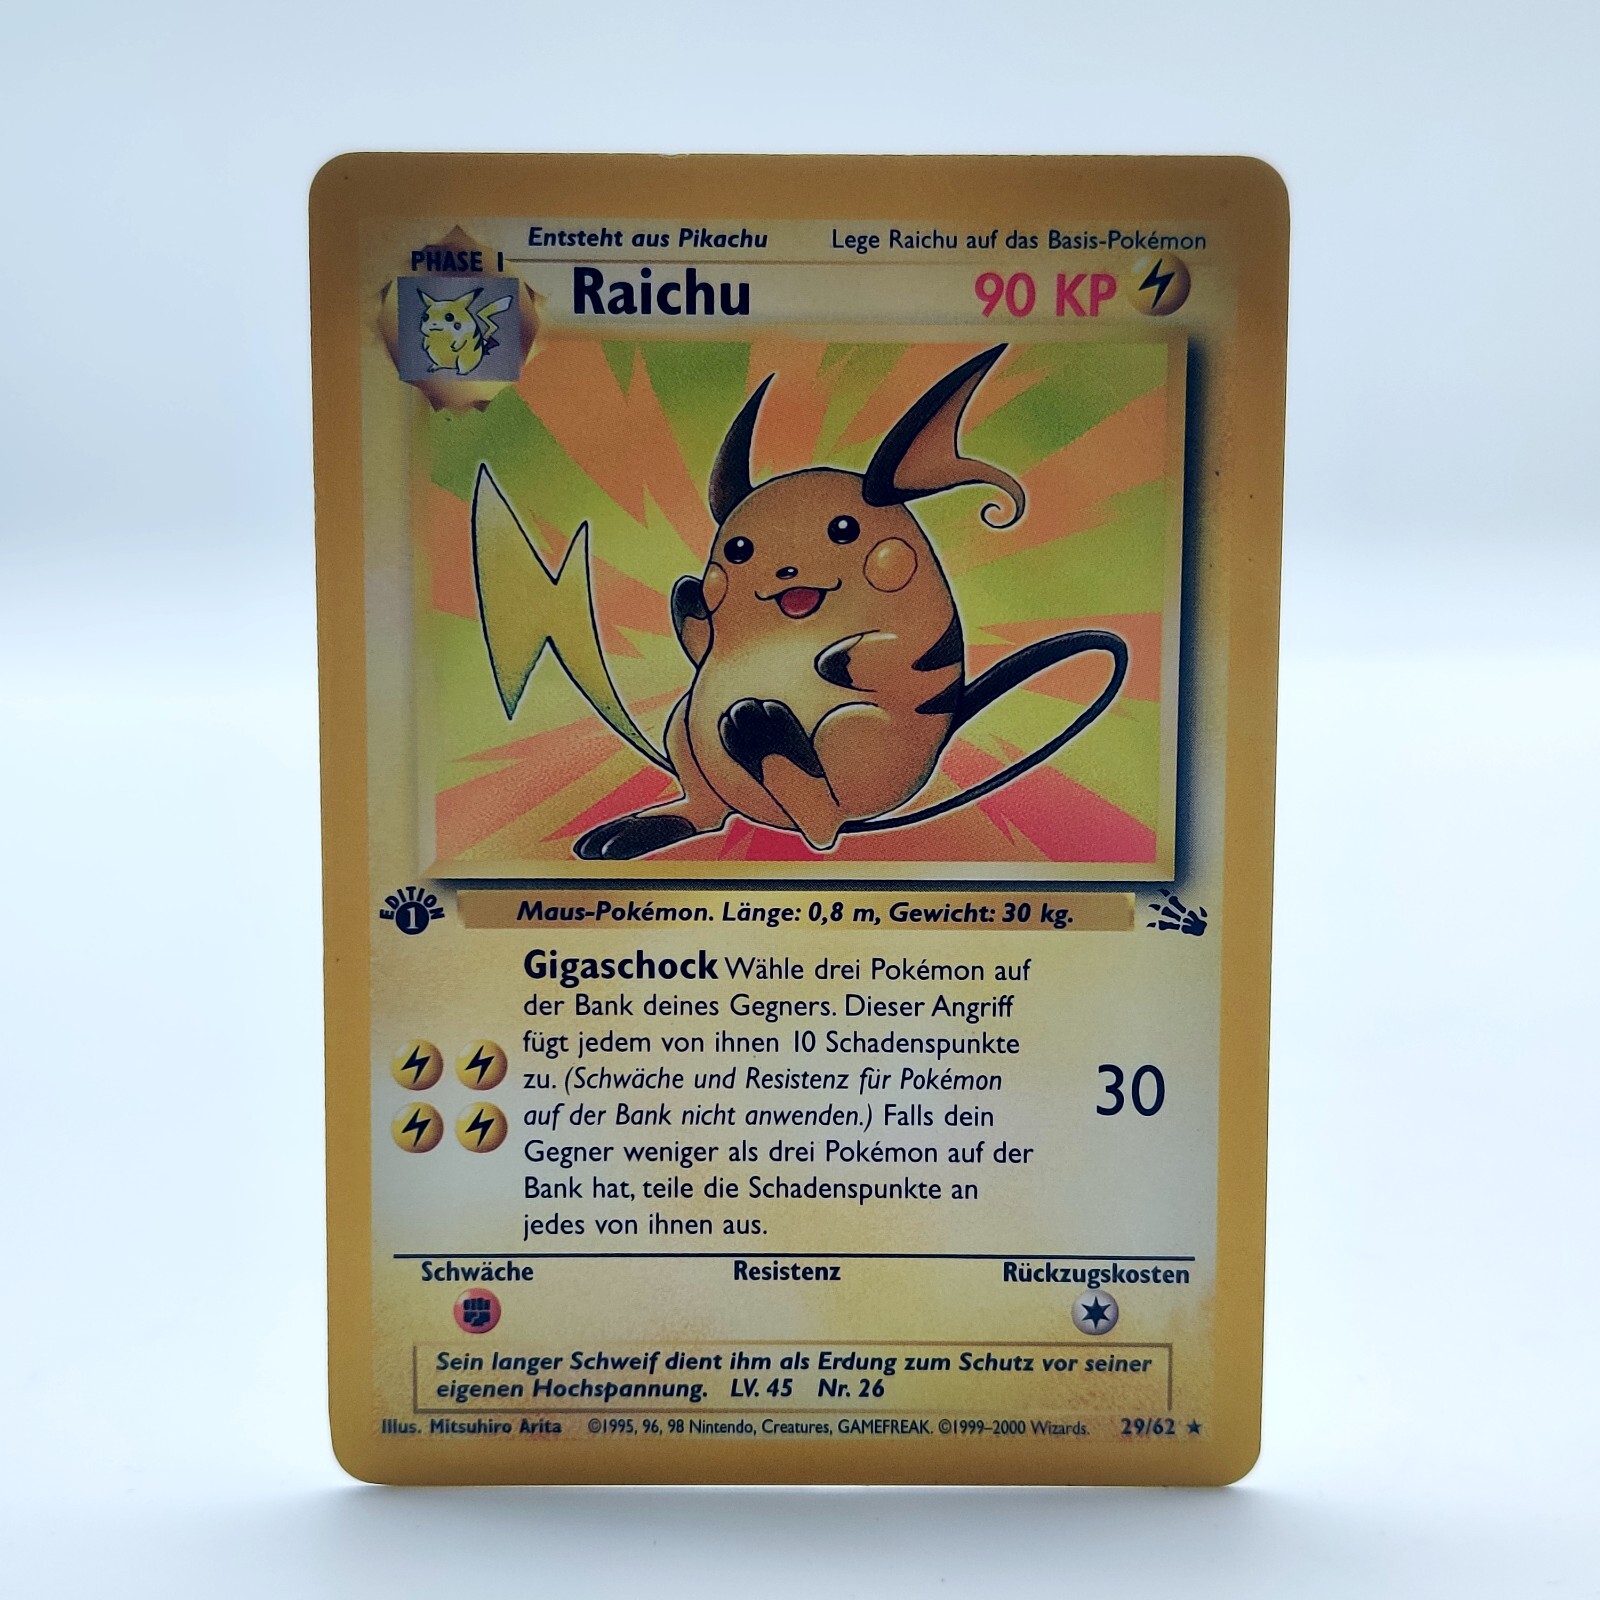 Entsteht aus Pikachu Lege Raichu auf das Basis-Pokémon
PHASE 1
Raichu 90 KP
EDITION 1
Maus-Pokémon. Länge: 0,8 m, Gewicht: 30 kg.
Gigaschock Wähle drei Pokémon auf
der Bank deines Gegners. Dieser Angriff
fügt jedem von ihnen 10 Schadenspunkte
zu. (Schwäche und Resistenz für Pokémon
auf der Bank nicht anwenden.) Falls dein
Gegner weniger als drei Pokémon auf der
Bank hat, teile die Schadenspunkte an
jedes von ihnen aus.
30
Schwäche Resistenz Rückzugskosten
Sein langer Schweif dient ihm als Erdung zum Schutz vor seiner
eigenen Hochspannung. LV. 45 Nr. 26
Illus. Mitsuhiro Arita ©1995, 96, 98 Nintendo, Creatures, GAMEFREAK. ©1999–2000 Wizards. 29/62 ★